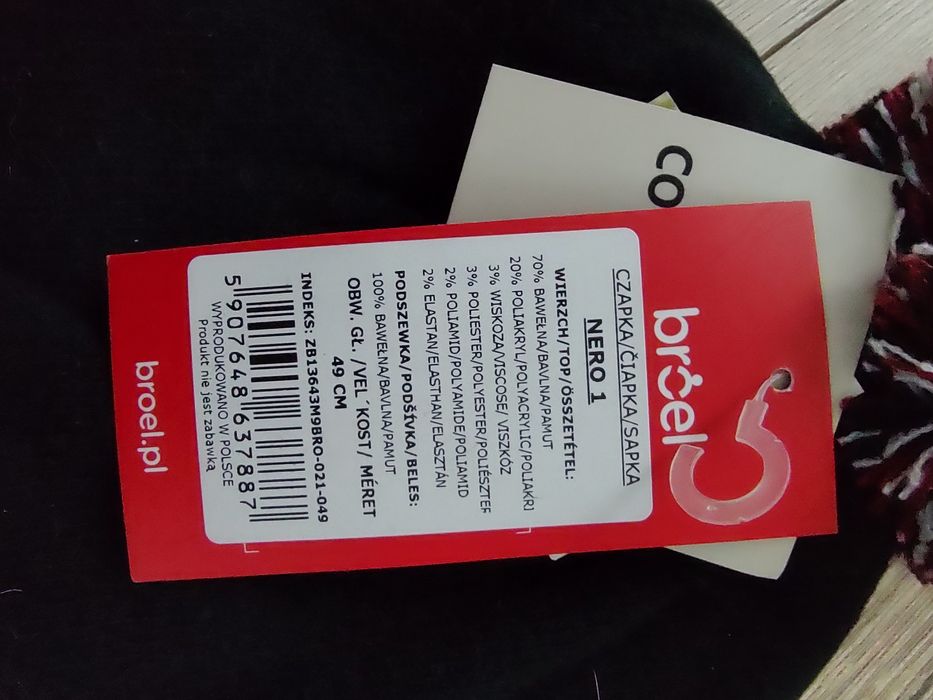 co
broel
CZAPKA/ČIAPKA/SAPKA
NERO 1
WIERZCH/TOP/ÖSSZETÉTEL:
70% BAWEŁNA/BAVLNA/PAMUT
20% POLIAKRYL/POLYACRYLIC/POLIAKRI
3% WISKOZA/VISCOSE/ VISZKÓZ
3% POLIESTER/POLYESTER/POLIÉSZTER
2% POLIAMID/POLYAMIDE/POLIAMID
2% ELASTAN/ELASTHAN/ELASZTÁN
PODSZEWKA/PODŠÍVKA/BELES:
100% BAWEŁNA/BAVLNA/PAMUT
OBW. GŁ. /VEL´KOST/ MÉRET
49 CM
INDEKS: ZB13643M9BRO-021-049
5 907648 637887
WYPRODUKOWANO W POLSCE
Produkt nie jest zabawką
broel.pl